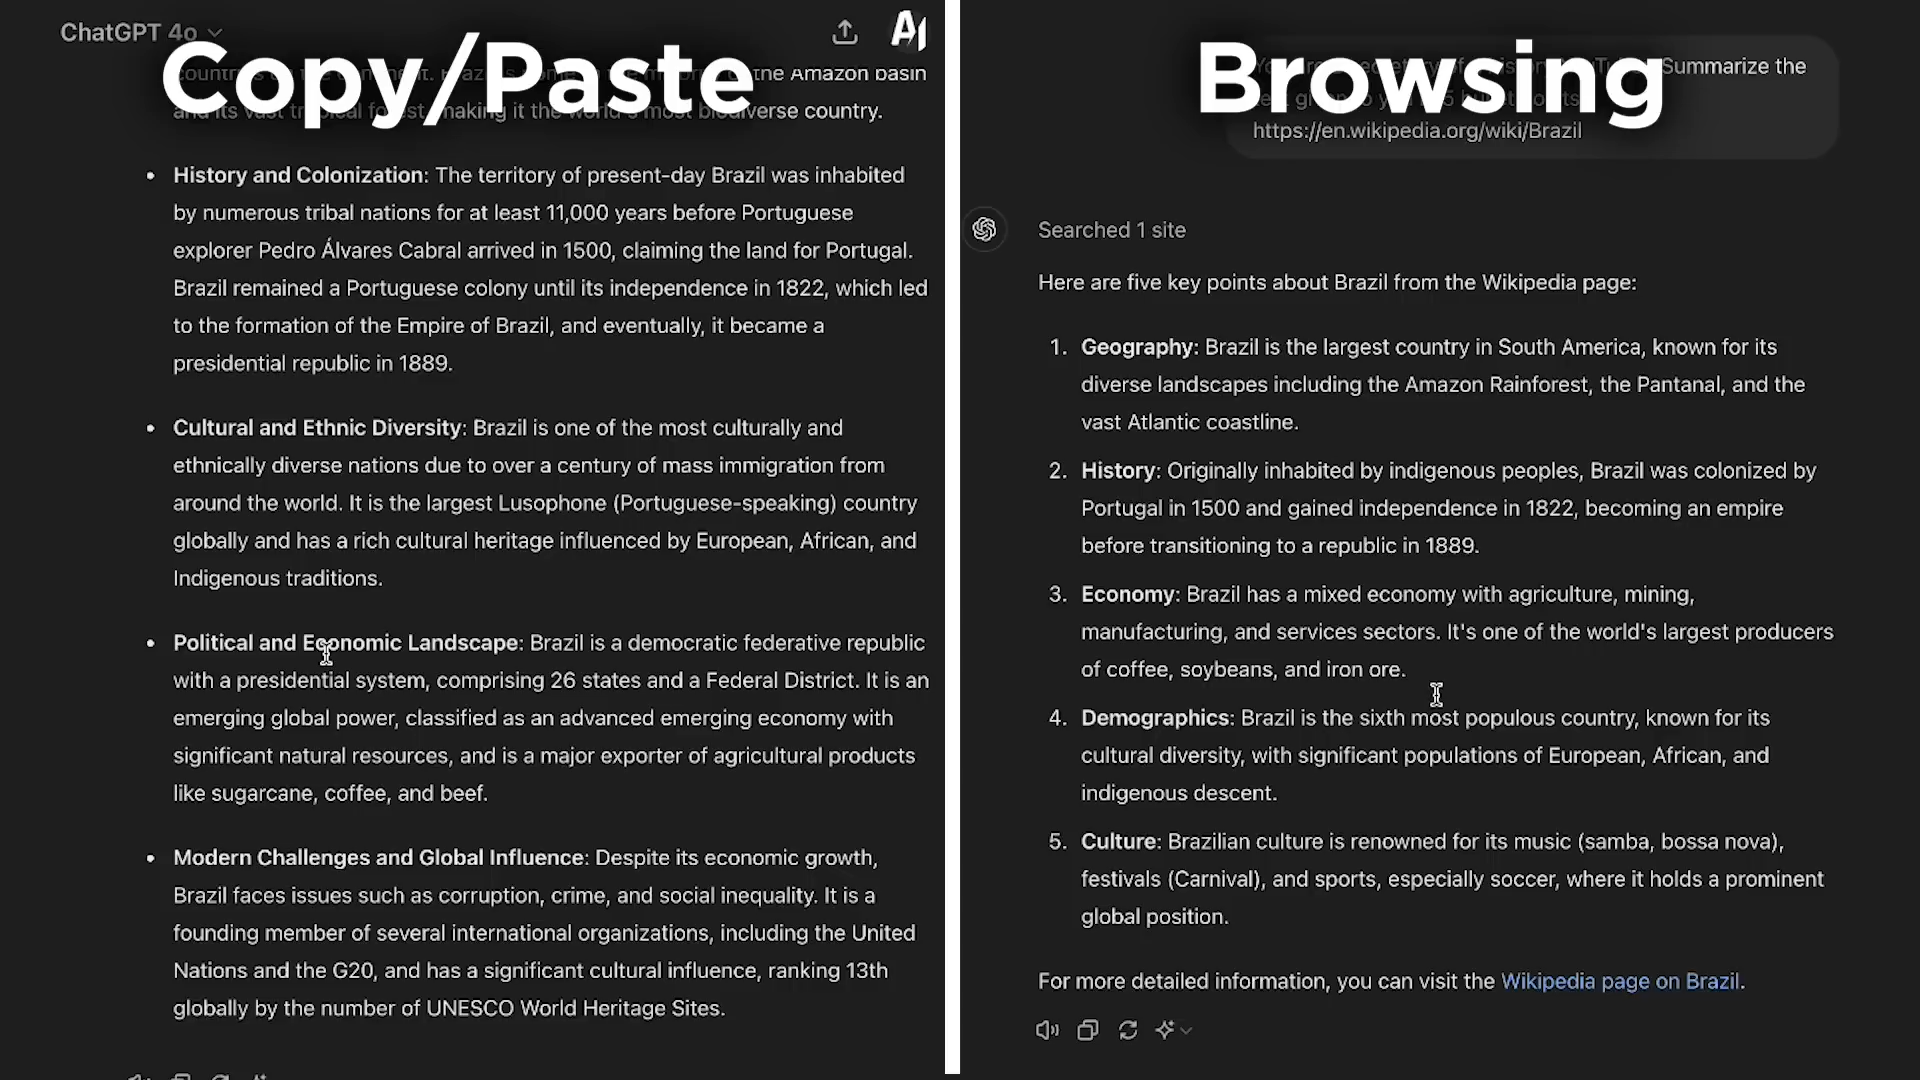 ChatGPT 4o
Copy/Paste
the Amazon basin
and its vast tropical forest, making it the world's most biodiverse country.
History and Colonization: The territory of present-day Brazil was inhabited
by numerous tribal nations for at least 11,000 years before Portuguese
explorer Pedro Álvares Cabral arrived in 1500, claiming the land for Portugal.
Brazil remained a Portuguese colony until its independence in 1822, which led
to the formation of the Empire of Brazil, and eventually, it became a
presidential republic in 1889.
Cultural and Ethnic Diversity: Brazil is one of the most culturally and
ethnically diverse nations due to over a century of mass immigration from
around the world. It is the largest Lusophone (Portuguese-speaking) country
globally and has a rich cultural heritage influenced by European, African, and
Indigenous traditions.
Political and Economic Landscape: Brazil is a democratic federative republic
with a presidential system, comprising 26 states and a Federal District. It is an
emerging global power, classified as an advanced emerging economy with
significant natural resources, and is a major exporter of agricultural products
like sugarcane, coffee, and beef.
Modern Challenges and Global Influence: Despite its economic growth,
Brazil faces issues such as corruption, crime, and social inequality. It is a
founding member of several international organizations, including the United
Nations and the G20, and has a significant cultural influence, ranking 13th
globally by the number of UNESCO World Heritage Sites.
Browsing
Summarize the
https://en.wikipedia.org/wiki/Brazil
Searched 1 site
Here are five key points about Brazil from the Wikipedia page:
1. Geography: Brazil is the largest country in South America, known for its
diverse landscapes including the Amazon Rainforest, the Pantanal, and the
vast Atlantic coastline.
2. History: Originally inhabited by indigenous peoples, Brazil was colonized by
Portugal in 1500 and gained independence in 1822, becoming an empire
before transitioning to a republic in 1889.
3. Economy: Brazil has a mixed economy with agriculture, mining,
manufacturing, and services sectors. It's one of the world's largest producers
of coffee, soybeans, and iron ore.
4. Demographics: Brazil is the sixth most populous country, known for its
cultural diversity, with significant populations of European, African, and
indigenous descent.
5. Culture: Brazilian culture is renowned for its music (samba, bossa nova),
festivals (Carnival), and sports, especially soccer, where it holds a prominent
global position.
For more detailed information, you can visit the Wikipedia page on Brazil.